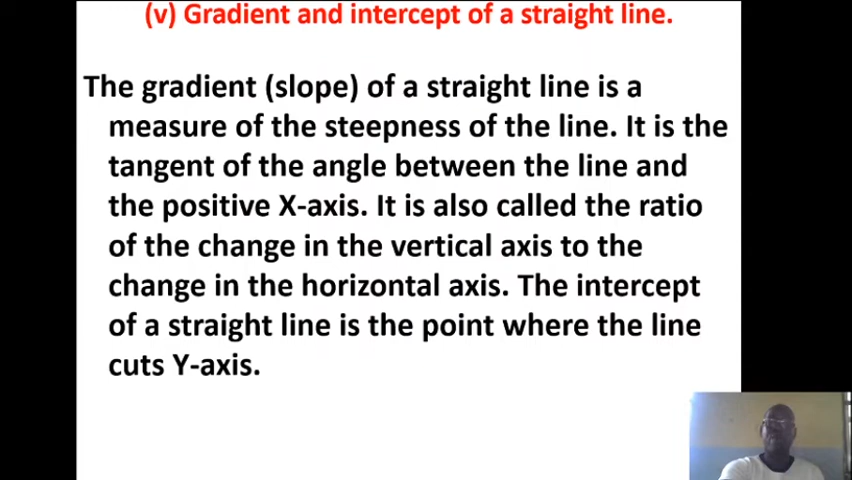 (v) Gradient and intercept of a straight line.
The gradient (slope) of a straight line is a
measure of the steepness of the line. It is the
tangent of the angle between the line and
the positive X-axis. It is also called the ratio
of the change in the vertical axis to the
change in the horizontal axis. The intercept
of a straight line is the point where the line
cuts Y-axis.